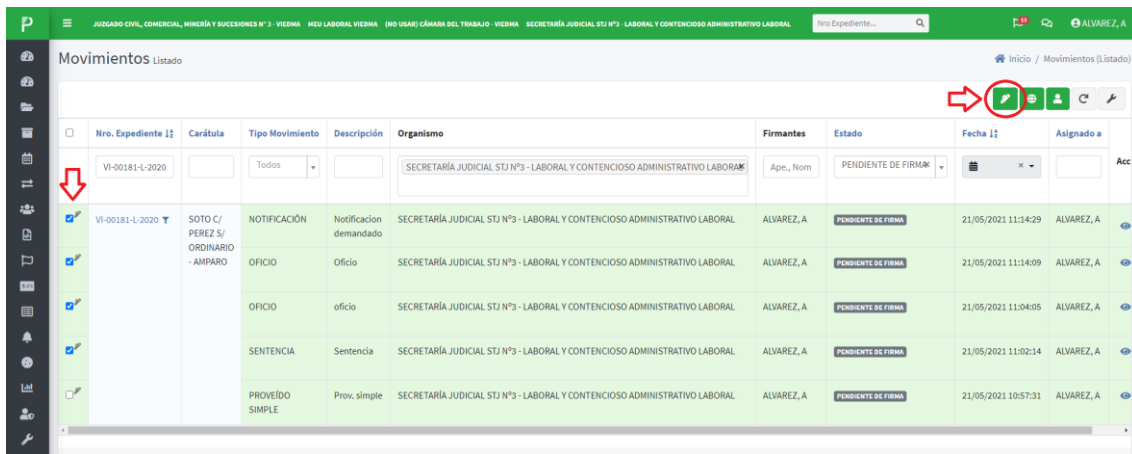 P
JUZGADO CIVIL, COMERCIAL, MINERÍA Y SUCESIONES N° 3 - VIEDMA MEU LABORAL VIEDMA (NO USAR) CÁMARA DEL TRABAJO - VIEDMA SECRETARÍA JUDICIAL STJ Nº3 - LABORAL Y CONTENCIOSO ADMINISTRATIVO LABORAL Nro Expediente... ALVAREZ, A
Movimientos Listado Inicio / Movimientos (Listado)
Nro. Expediente Carátula Tipo Movimiento Descripción Organismo Firmantes Estado Fecha Asignado a
VI-00181-L-2020 Todos SECRETARÍA JUDICIAL STJ Nº3 - LABORAL Y CONTENCIOSO ADMINISTRATIVO LABORAL Ape., Nom PENDIENTE DE FIRMA Acc
VI-00181-L-2020 SOTO C/ PEREZ S/ ORDINARIO - AMPARO NOTIFICACIÓN Notificacion demandado SECRETARÍA JUDICIAL STJ Nº3 - LABORAL Y CONTENCIOSO ADMINISTRATIVO LABORAL ALVAREZ, A PENDIENTE DE FIRMA 21/05/2021 11:14:29 ALVAREZ, A
OFICIO Oficio SECRETARÍA JUDICIAL STJ Nº3 - LABORAL Y CONTENCIOSO ADMINISTRATIVO LABORAL ALVAREZ, A PENDIENTE DE FIRMA 21/05/2021 11:14:09 ALVAREZ, A
OFICIO oficio SECRETARÍA JUDICIAL STJ Nº3 - LABORAL Y CONTENCIOSO ADMINISTRATIVO LABORAL ALVAREZ, A PENDIENTE DE FIRMA 21/05/2021 11:04:05 ALVAREZ, A
SENTENCIA Sentencia SECRETARÍA JUDICIAL STJ Nº3 - LABORAL Y CONTENCIOSO ADMINISTRATIVO LABORAL ALVAREZ, A PENDIENTE DE FIRMA 21/05/2021 11:02:14 ALVAREZ, A
PROVEÍDO SIMPLE Prov. simple SECRETARÍA JUDICIAL STJ Nº3 - LABORAL Y CONTENCIOSO ADMINISTRATIVO LABORAL ALVAREZ, A PENDIENTE DE FIRMA 21/05/2021 10:57:31 ALVAREZ, A